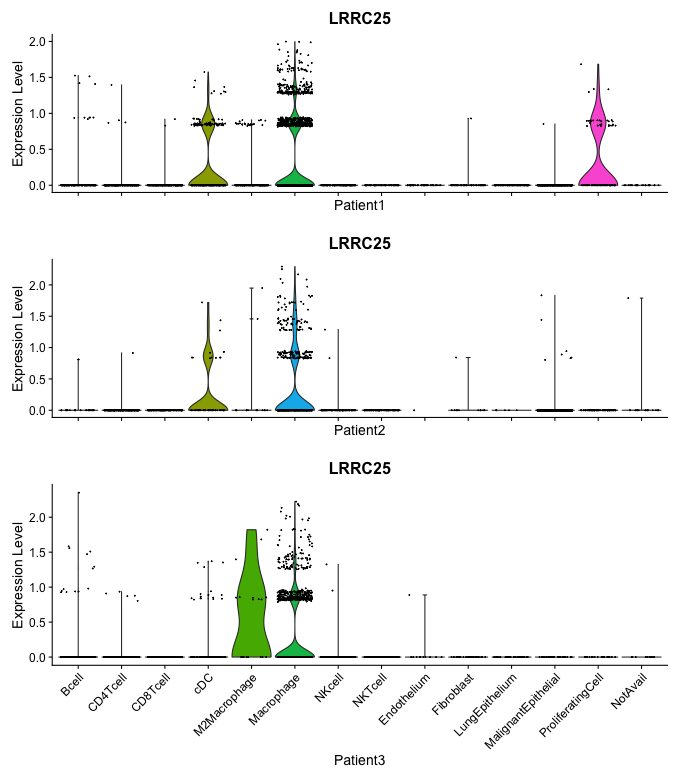 LRRC25
Expression Level
2.0
1.5
1.0
0.5
0.0
Patient1
LRRC25
Expression Level
2.0
1.5
1.0
0.5
0.0
Patient2
LRRC25
Expression Level
2.0
1.5
1.0
0.5
0.0
Bcell
CD4Tcell
CD8Tcell
cDC
M2Macrophage
Macrophage
NKcell
NKTcell
Endothelium
Fibroblast
LungEpithelium
MalignantEpithelial
ProliferatingCell
NotAvail
Patient3